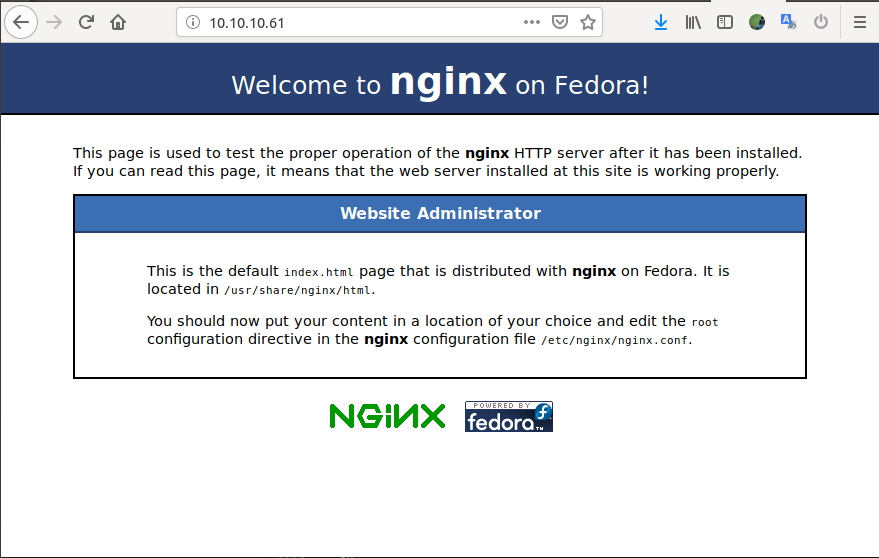 10.10.10.61
Welcome to nginx on Fedora!
This page is used to test the proper operation of the nginx HTTP server after it has been installed.
If you can read this page, it means that the web server installed at this site is working properly.
Website Administrator
This is the default index.html page that is distributed with nginx on Fedora. It is
located in /usr/share/nginx/html.
You should now put your content in a location of your choice and edit the root
configuration directive in the nginx configuration file /etc/nginx/nginx.conf.
NGiNX
POWERED BY
fedora™